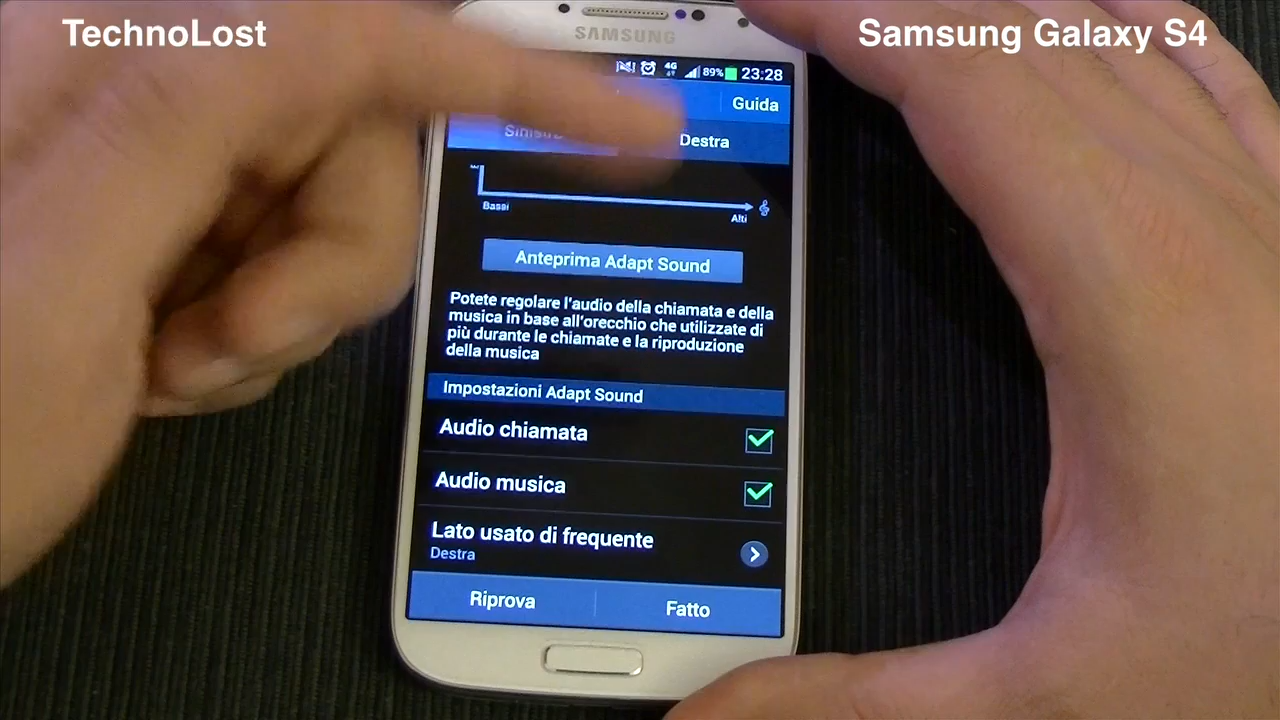 TechnoLost
Samsung Galaxy S4
SAMSUNG
4G
89%
23:28
Guida
Sinistra
Destra
Bassi
Alti
Anteprima Adapt Sound
Potete regolare l'audio della chiamata e della
musica in base all'orecchio che utilizzate di
più durante le chiamate e la riproduzione
della musica
Impostazioni Adapt Sound
Audio chiamata
Audio musica
Lato usato di frequente
Destra
Riprova
Fatto